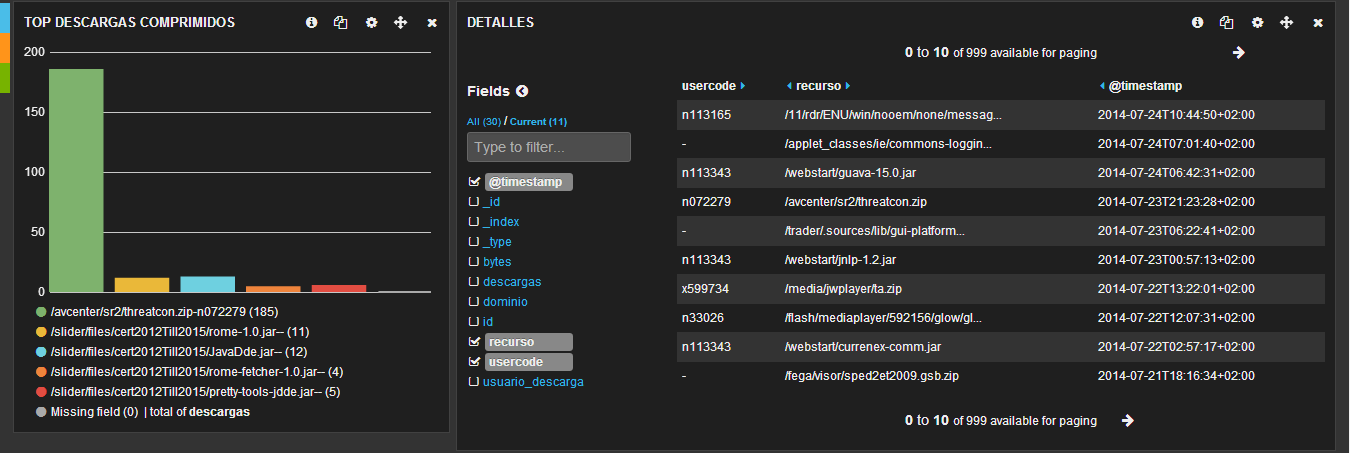 TOP DESCARGAS COMPRIMIDOS
200
150
100
50
0
/avcenter/sr2/threatcon.zip-n072279 (185)
/slider/files/cert2012Till2015/rome-1.0.jar-- (11)
/slider/files/cert2012Till2015/JavaDde.jar-- (12)
/slider/files/cert2012Till2015/rome-fetcher-1.0.jar-- (4)
/slider/files/cert2012Till2015/pretty-tools-jdde.jar-- (5)
Missing field (0) | total of descargas
DETALLES
0 to 10 of 999 available for paging
Fields
All (30) / Current (11)
Type to filter...
@timestamp
_id
_index
_type
bytes
descargas
dominio
id
recurso
usercode
usuario_descarga
usercode recurso @timestamp
n113165 /11/rdr/ENU/win/nooem/none/messag... 2014-07-24T10:44:50+02:00
- /applet_classes/ie/commons-loggin... 2014-07-24T07:01:40+02:00
n113343 /webstart/guava-15.0.jar 2014-07-24T06:42:31+02:00
n072279 /avcenter/sr2/threatcon.zip 2014-07-23T21:23:28+02:00
- /trader/.sources/lib/gui-platform... 2014-07-23T06:22:41+02:00
n113343 /webstart/jnlp-1.2.jar 2014-07-23T00:57:13+02:00
x599734 /media/jwplayer/ta.zip 2014-07-22T13:22:01+02:00
n33026 /flash/mediaplayer/592156/glow/gl... 2014-07-22T12:07:31+02:00
n113343 /webstart/currenex-comm.jar 2014-07-22T02:57:17+02:00
- /fega/visor/sped2et2009.gsb.zip 2014-07-21T18:16:34+02:00
0 to 10 of 999 available for paging